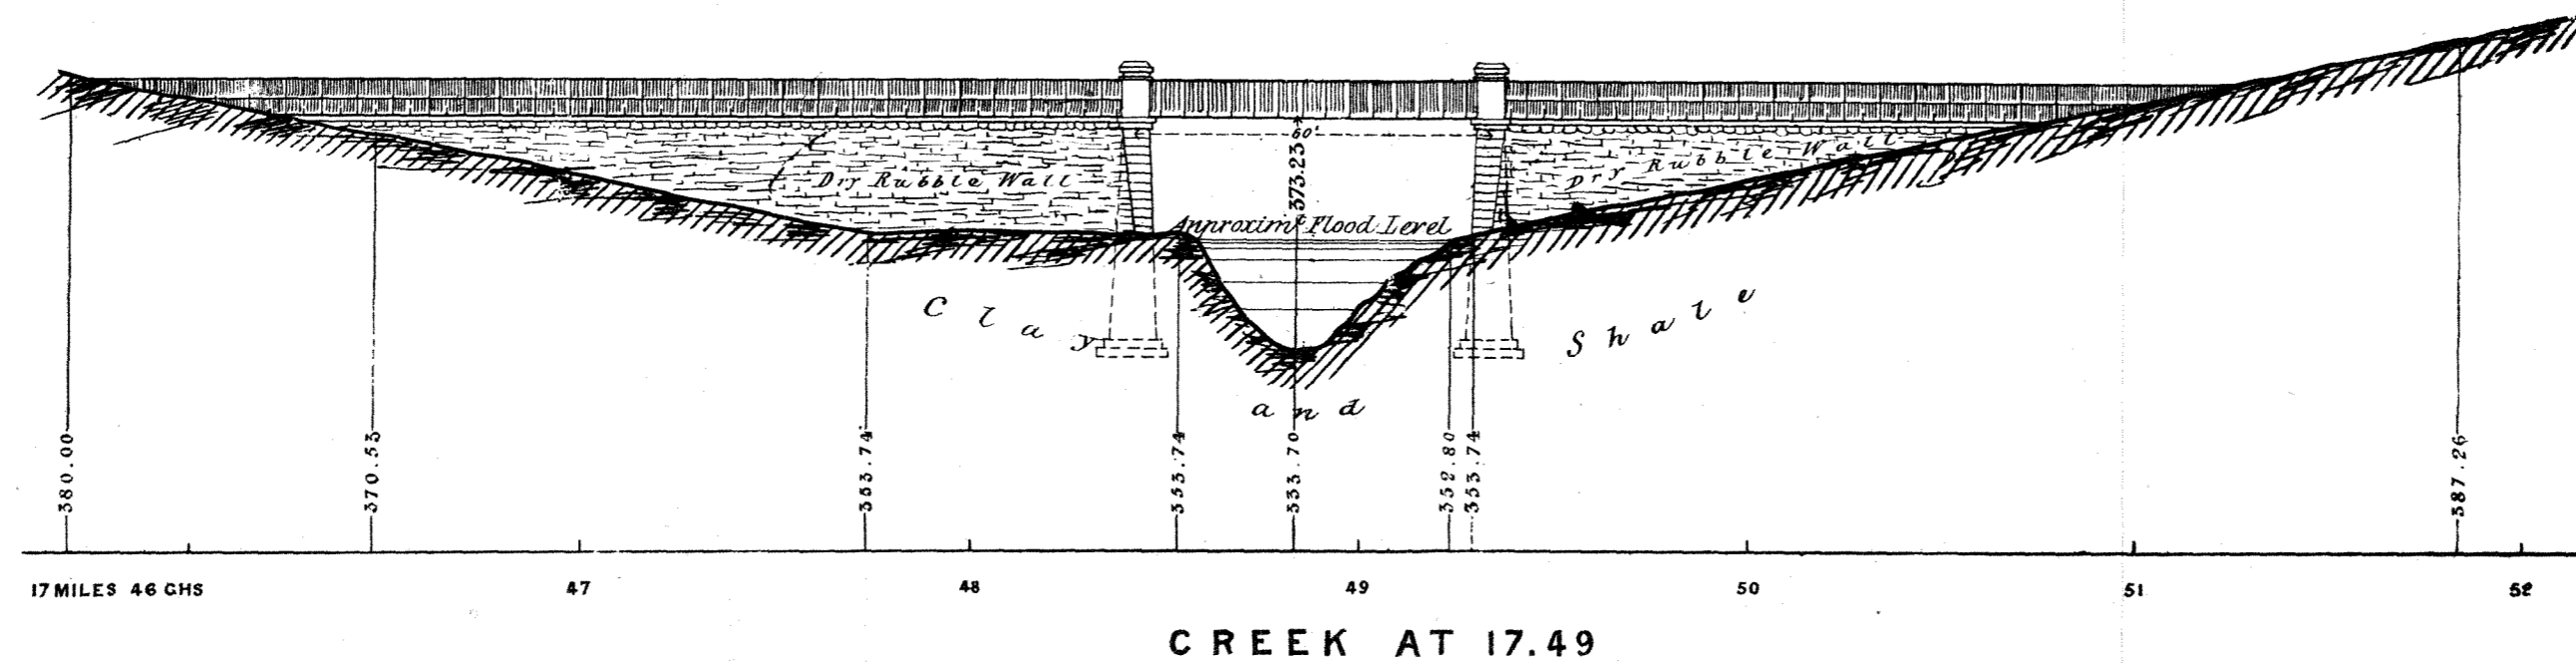 60'
373.23
Dry Rubble Wall
Dry Rubble Wall
Approxim.t Flood Level
Clay
and
Shale
380.00 370.53 353.74 353.74 333.70 352.80 353.74 387.26
17 MILES 46 CHS 47 48 49 50 51 52
CREEK AT 17.49